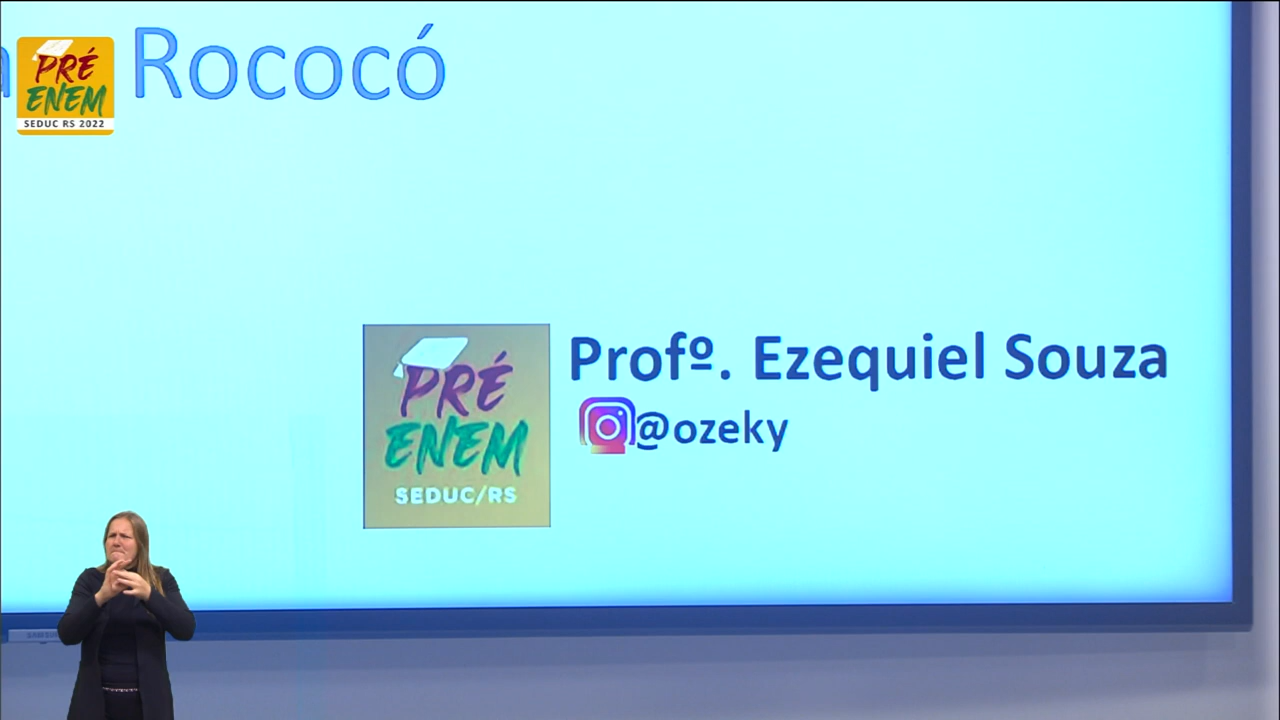 Rococó
PRÉ
ENEM
SEDUC RS 2022
Profº. Ezequiel Souza
@ozeky
PRÉ
ENEM
SEDUC/RS